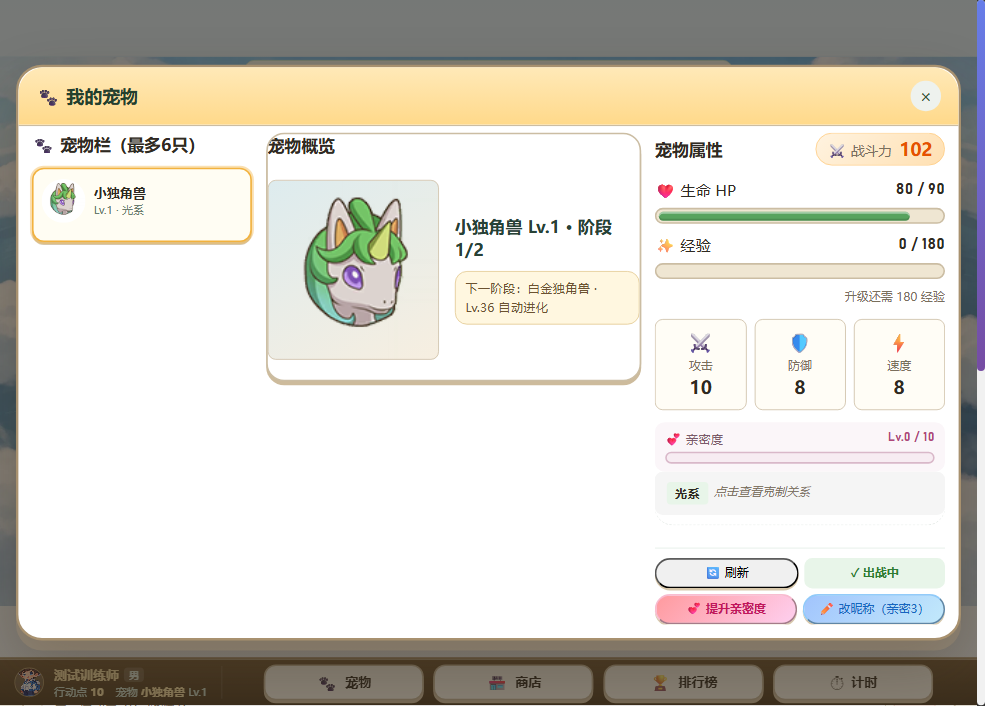 我的宠物
×
宠物栏（最多6只）
小独角兽
Lv.1 · 光系
宠物概览
小独角兽 Lv.1 • 阶段
1/2
下一阶段：白金独角兽 ·
Lv.36 自动进化
宠物属性
战斗力 102
生命 HP 80 / 90
经验 0 / 180
升级还需 180 经验
攻击
10
防御
8
速度
8
亲密度 Lv.0 / 10
光系 点击查看克制关系
刷新
✓出战中
提升亲密度
改昵称（亲密3）
测试训练师 男
行动点 10 宠物 小独角兽 Lv.1
宠物
商店
排行榜
计时